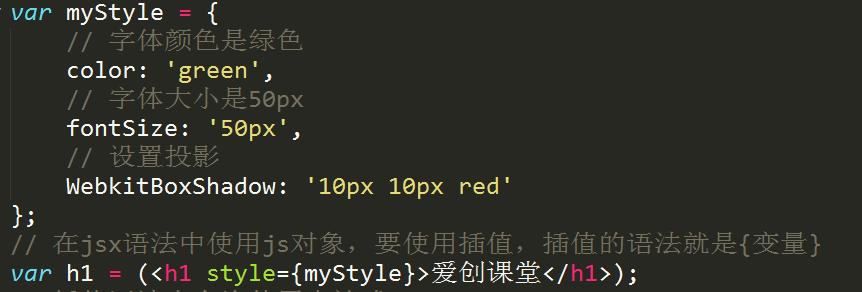 var myStyle = {
// 字体颜色是绿色
color: 'green',
// 字体大小是50px
fontSize: '50px',
// 设置投影
WebkitBoxShadow: '10px 10px red'
};
// 在jsx语法中使用js对象，要使用插值，插值的语法就是{变量}
var h1 = (<h1 style={myStyle}>爱创课堂</h1>);